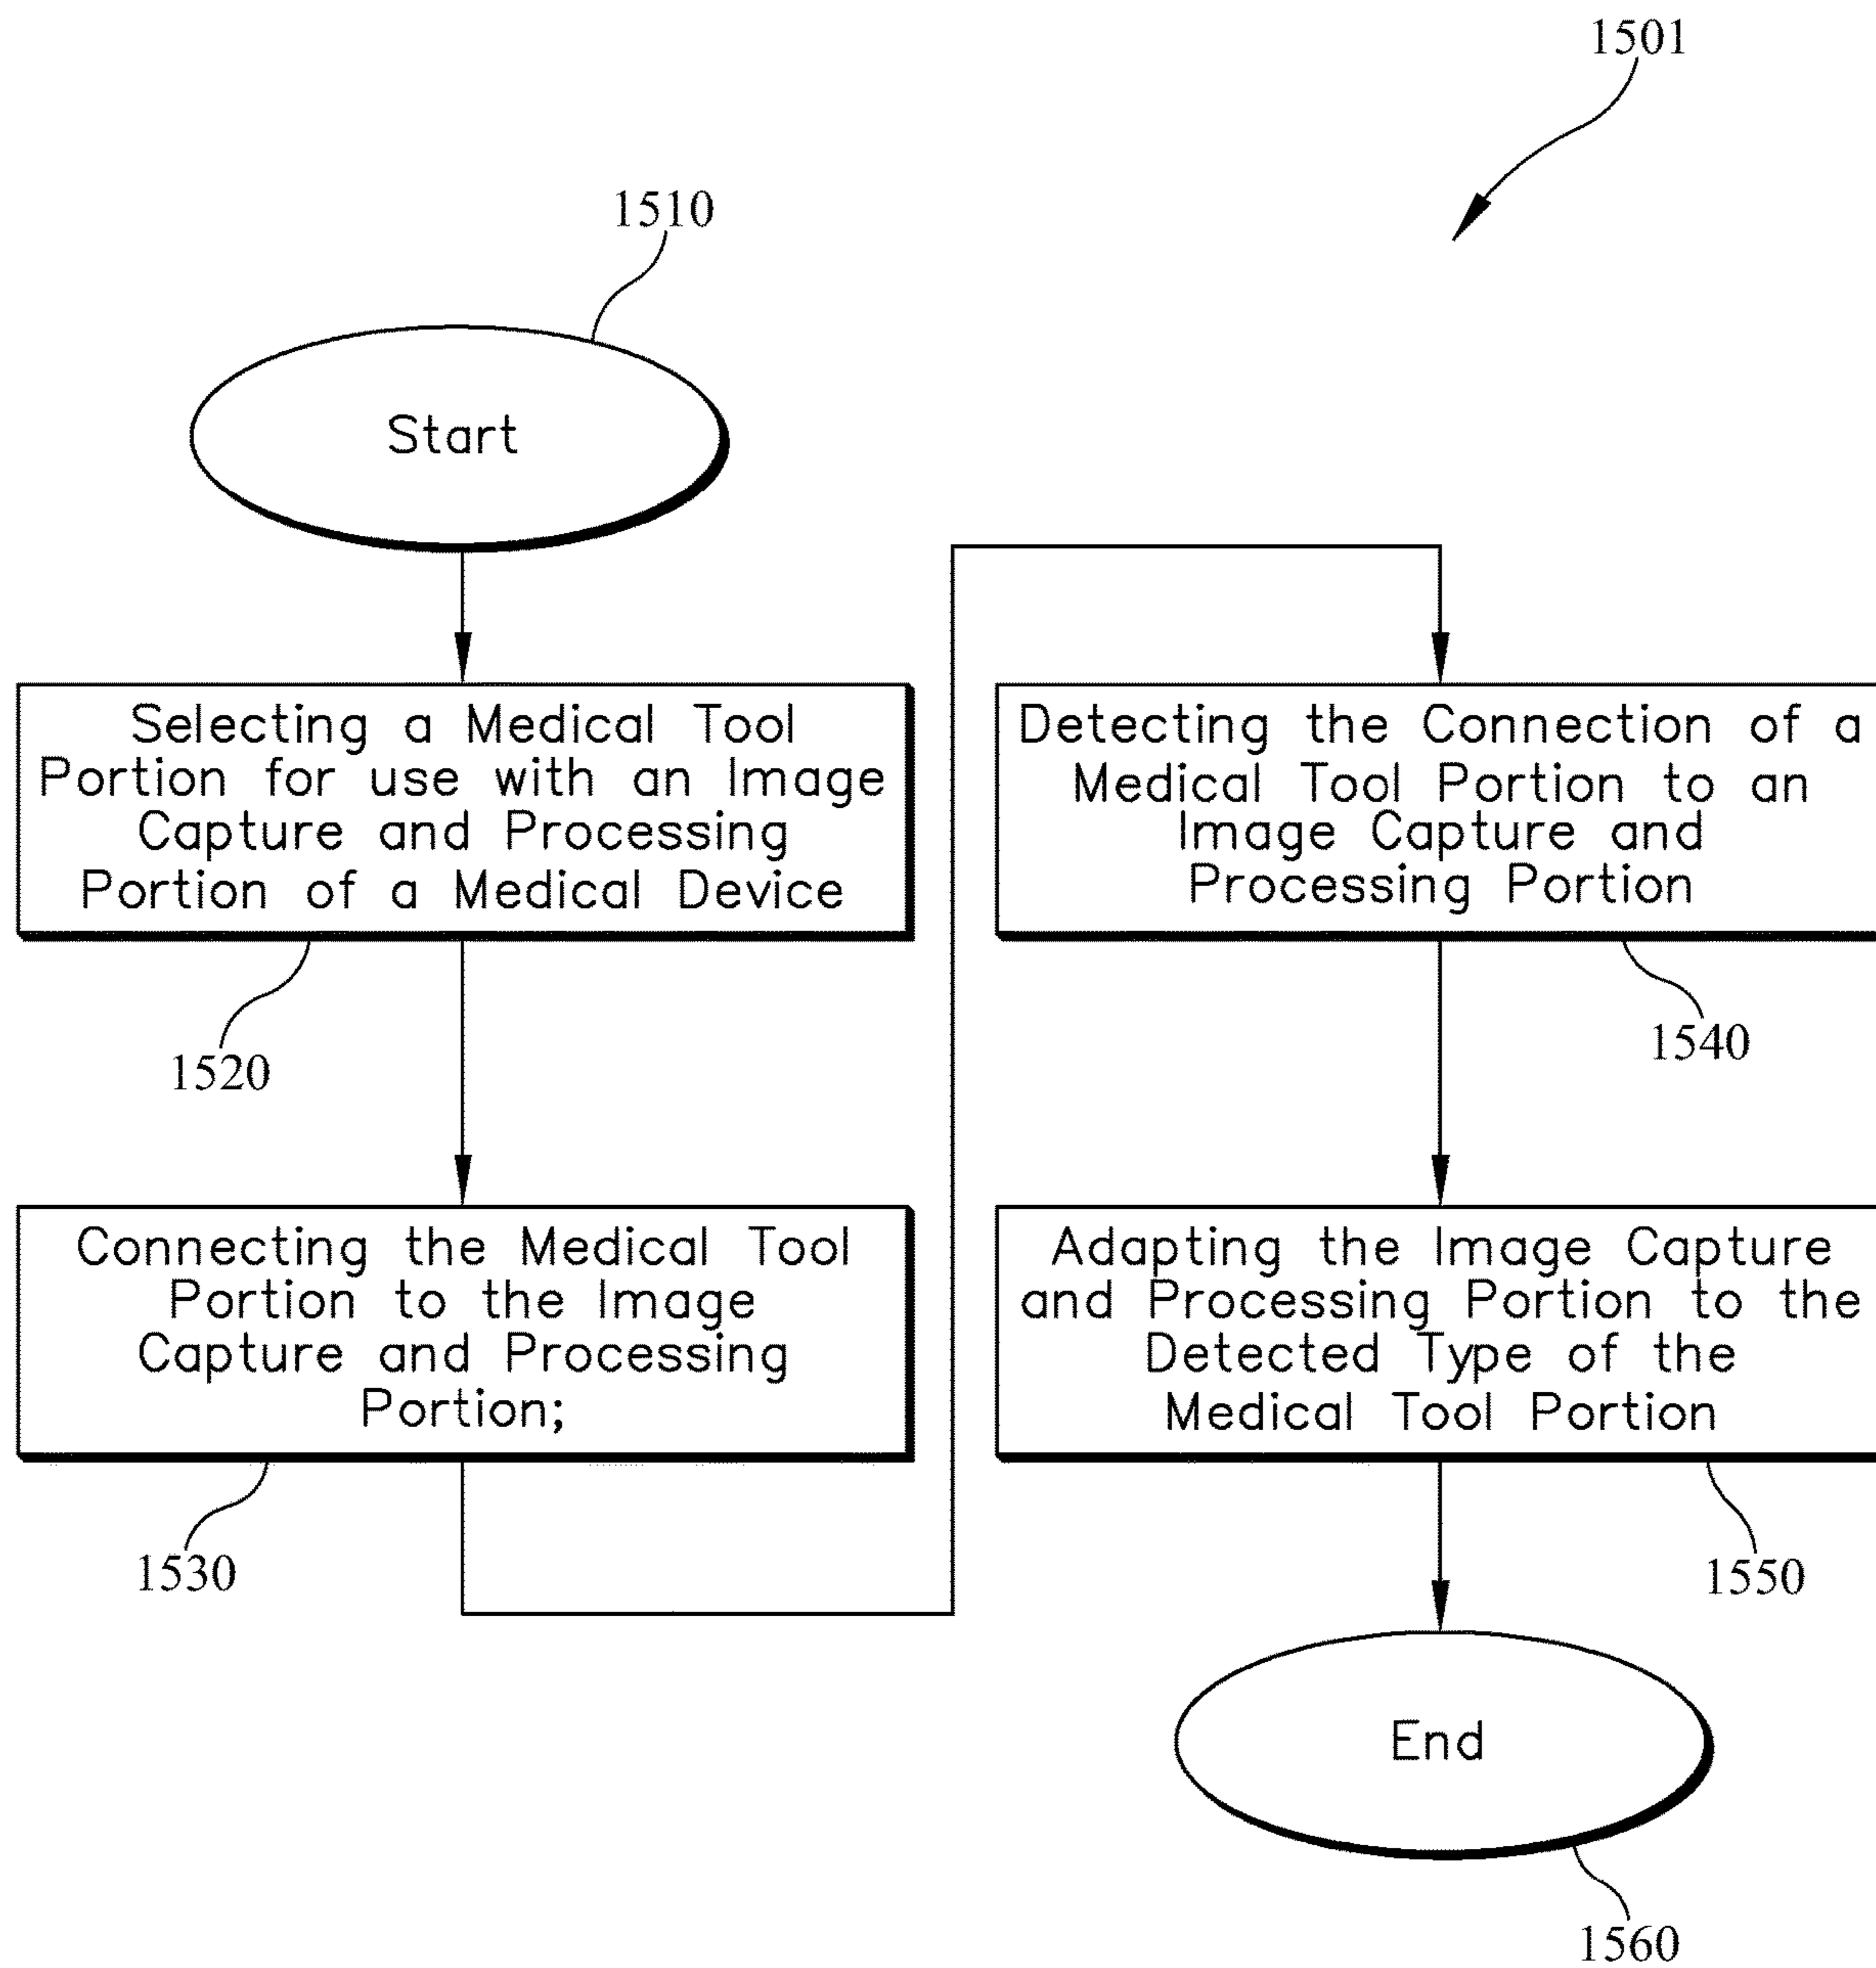 1501
1510
Start
Selecting a Medical Tool
Portion for use with an Image
Capture and Processing
Portion of a Medical Device
1520
Connecting the Medical Tool
Portion to the Image
Capture and Processing
Portion;
1530
Detecting the Connection of a
Medical Tool Portion to an
Image Capture and
Processing Portion
1540
Adapting the Image Capture
and Processing Portion to the
Detected Type of the
Medical Tool Portion
1550
End
1560